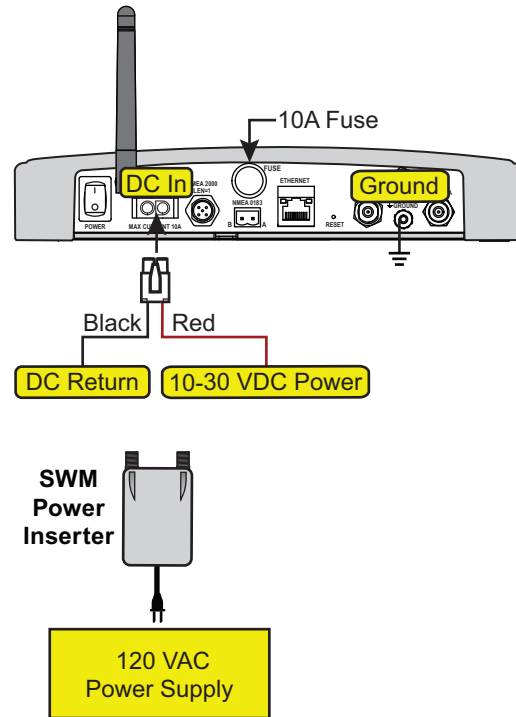 10A Fuse
DC In
MEA 2000
LEN=1
FUSE
NMEA 0183
ETHERNET
Ground
A
POWER
MAX CURRENT 10A
B A
RESET
GROUND
Black Red
DC Return
10-30 VDC Power
SWM
Power
Inserter
120 VAC
Power Supply